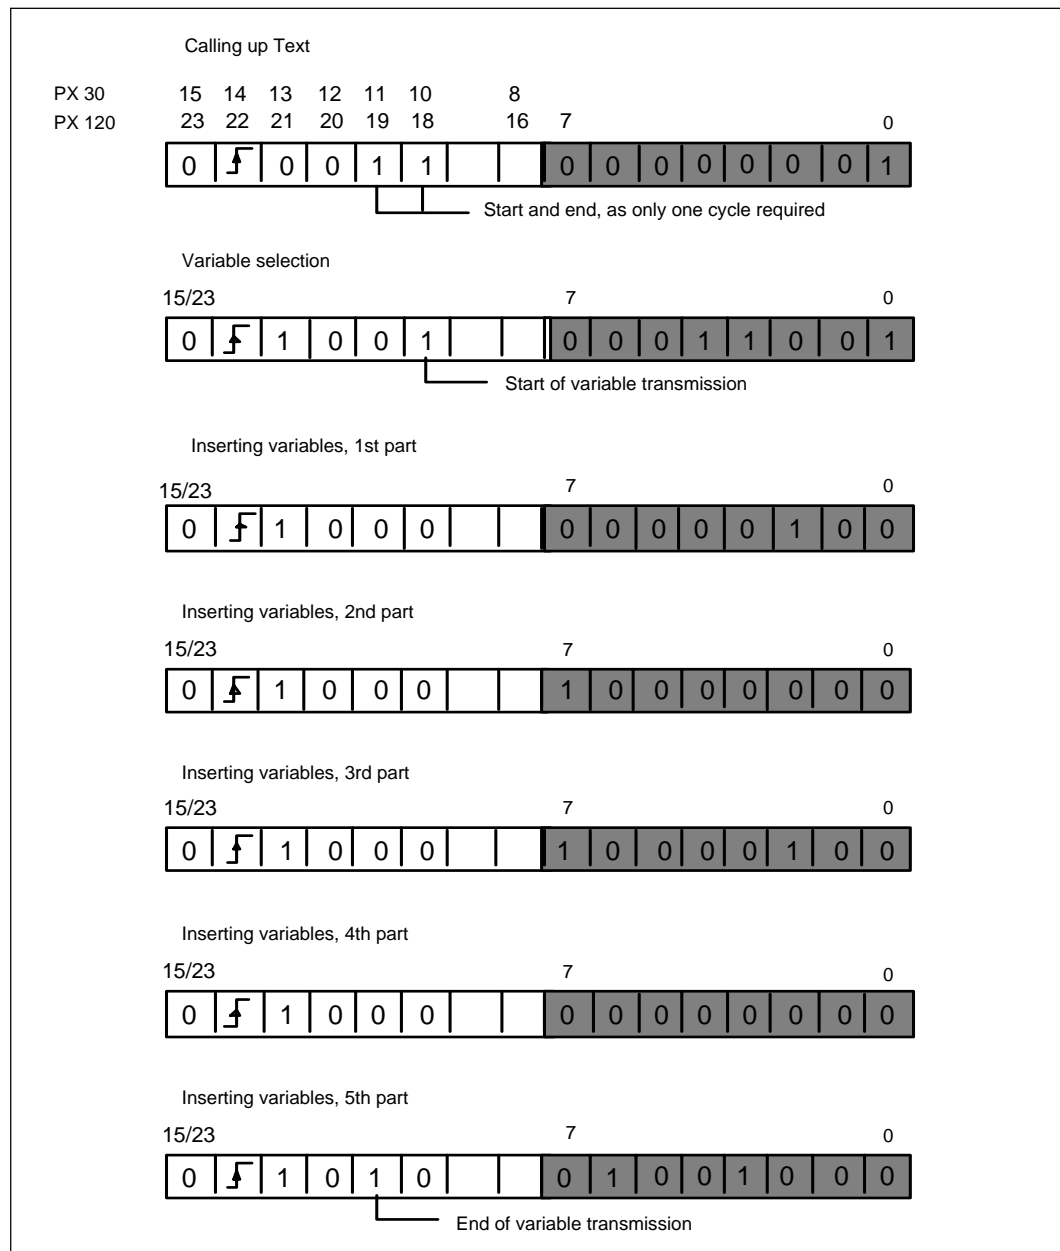 Calling up Text
PX 30 15 14 13 12 11 10 8
PX 120 23 22 21 20 19 18 16 7 0
0 0 0 1 1 0 0 0 0 0 0 0 1
Start and end, as only one cycle required
Variable selection
15/23 7 0
0 1 0 0 1 0 0 0 1 1 0 0 1
Start of variable transmission
Inserting variables, 1st part
15/23 7 0
0 1 0 0 0 0 0 0 0 0 1 0 0
Inserting variables, 2nd part
15/23 7 0
0 1 0 0 0 1 0 0 0 0 0 0 0
Inserting variables, 3rd part
15/23 7 0
0 1 0 0 0 1 0 0 0 0 1 0 0
Inserting variables, 4th part
15/23 7 0
0 1 0 0 0 0 0 0 0 0 0 0 0
Inserting variables, 5th part
15/23 7 0
0 1 0 1 0 0 1 0 0 1 0 0 0
End of variable transmission